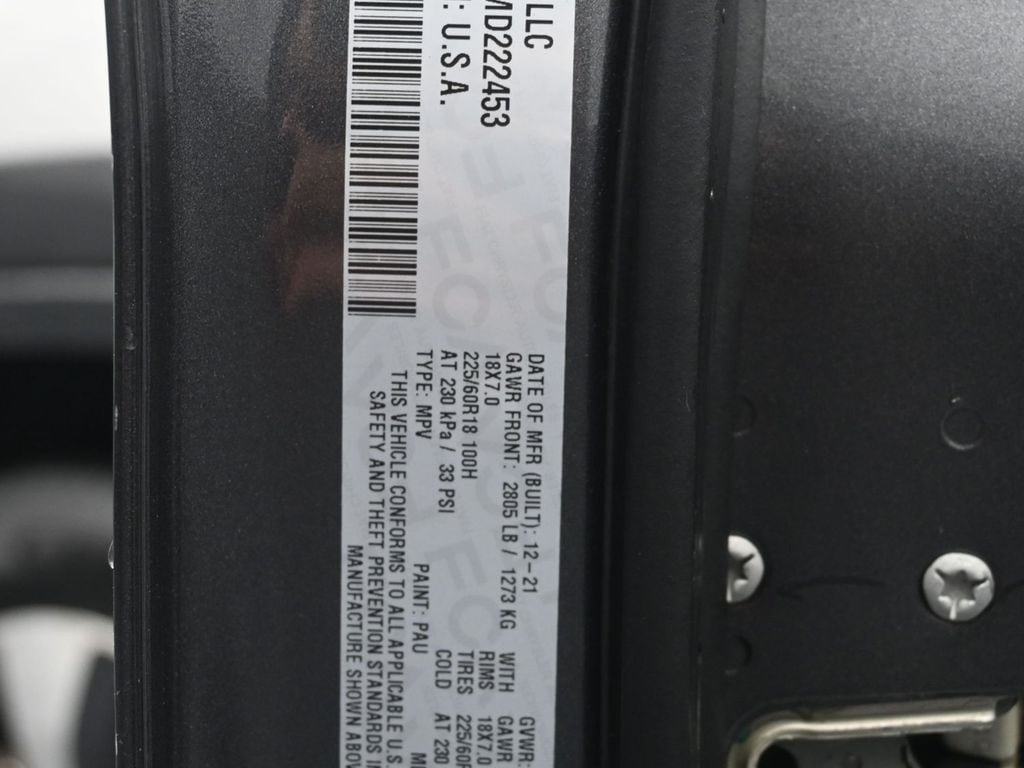 LLC
MD222453
: U.S.A.
DATE OF MFR (BUILT): 12-21 GVWR:
GAWR FRONT: 2805 LB / 1273 KG WITH GAWR
18X7.0 RIMS 18X7.0
225/60R18 100H TIRES 225/60R
AT 230 kPa / 33 PSI COLD AT 230
TYPE: MPV PAINT: PAU
THIS VEHICLE CONFORMS TO ALL APPLICABLE U.S.
SAFETY AND THEFT PREVENTION STANDARDS
MANUFACTURE SHOWN